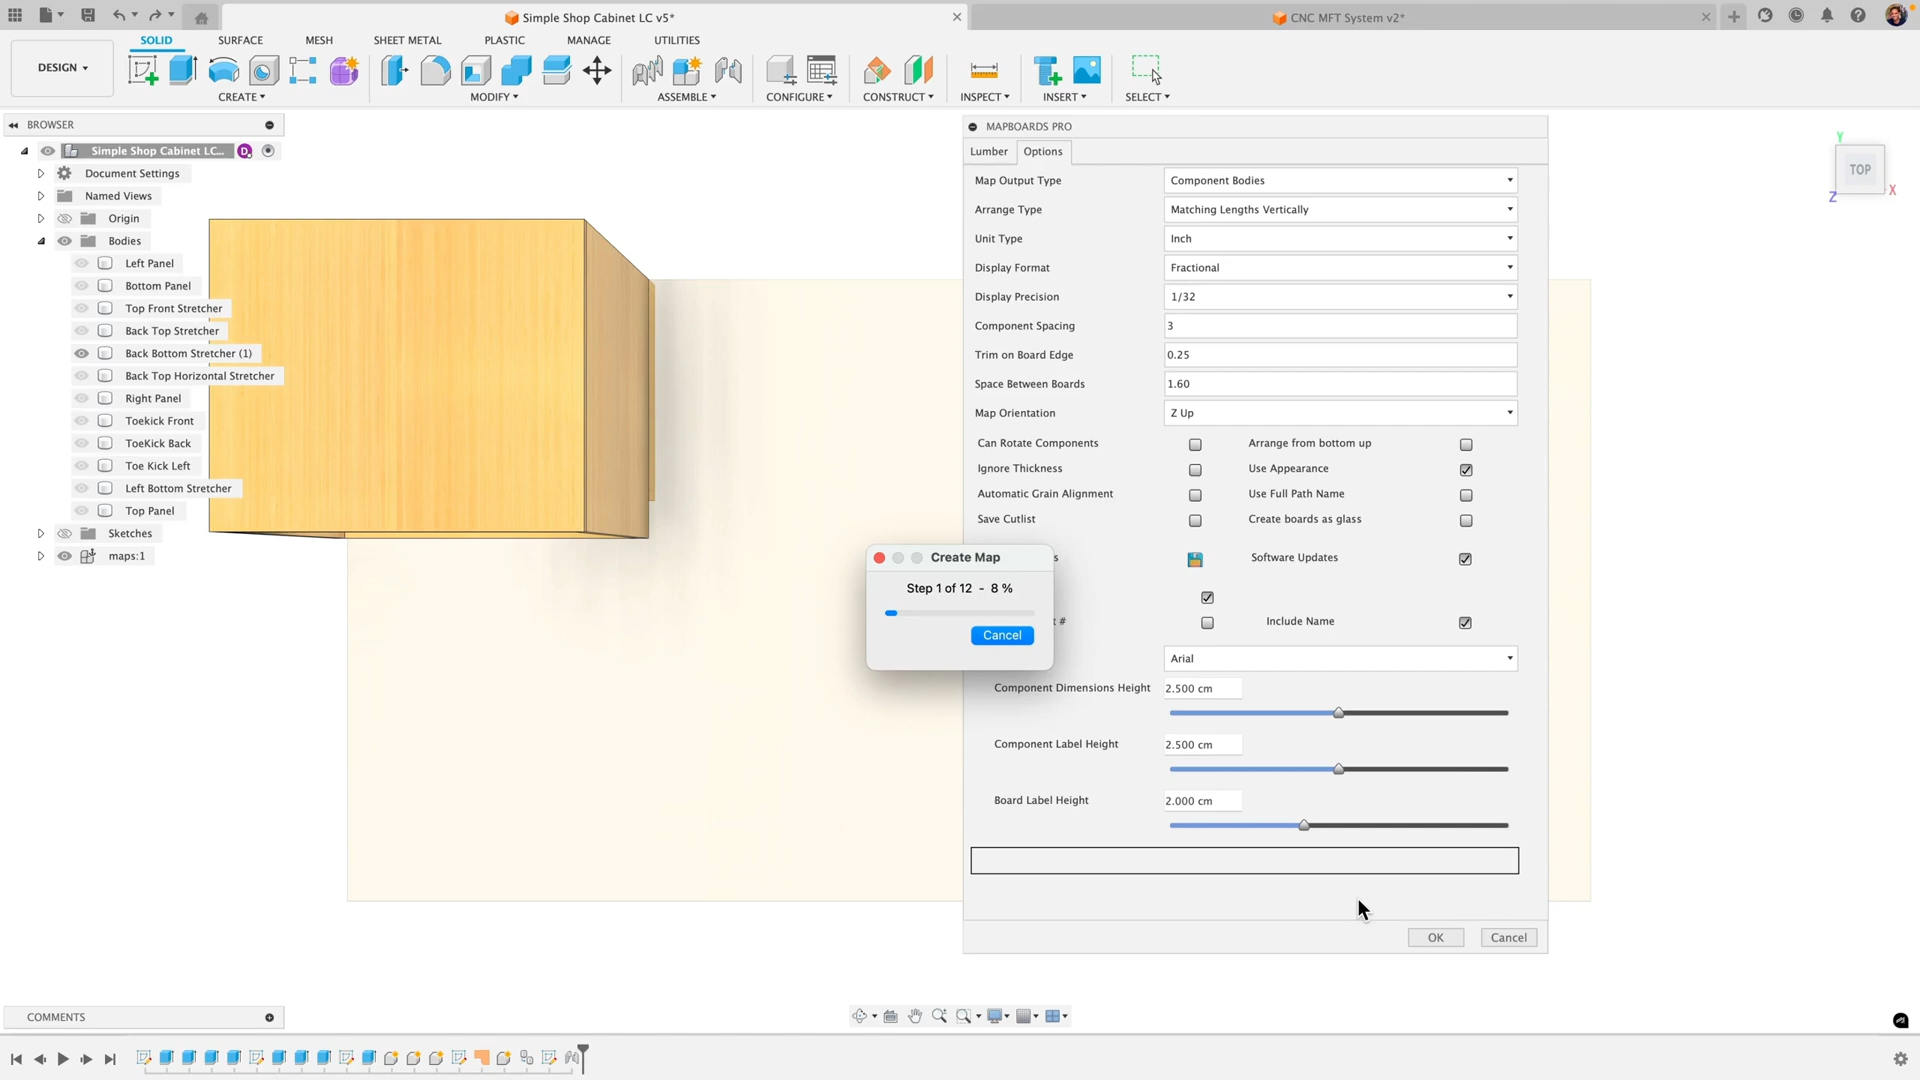 Simple Shop Cabinet LC v5*
CNC MFT System v2*
SOLID
SURFACE
MESH
SHEET METAL
PLASTIC
MANAGE
UTILITIES
DESIGN
CREATE
MODIFY
ASSEMBLE
CONFIGURE
CONSTRUCT
INSPECT
INSERT
SELECT
BROWSER
Simple Shop Cabinet LC...
D
Document Settings
Named Views
Origin
Bodies
Left Panel
Bottom Panel
Top Front Stretcher
Back Top Stretcher
Back Bottom Stretcher (1)
Back Top Horizontal Stretcher
Right Panel
Toekick Front
ToeKick Back
Toe Kick Left
Left Bottom Stretcher
Top Panel
Sketches
maps:1
MAPBOARDS PRO
Lumber
Options
Map Output Type Component Bodies
Arrange Type Matching Lengths Vertically
Unit Type Inch
Display Format Fractional
Display Precision 1/32
Component Spacing 3
Trim on Board Edge 0.25
Space Between Boards 1.60
Map Orientation Z Up
Can Rotate Components Arrange from bottom up
Ignore Thickness Use Appearance
Automatic Grain Alignment Use Full Path Name
Save Cutlist Create boards as glass
s Software Updates
t # Include Name
Arial
Component Dimensions Height 2.500 cm
Component Label Height 2.500 cm
Board Label Height 2.000 cm
OK
Cancel
Create Map
Step 1 of 12 - 8 %
Cancel
Y
TOP
X
Z
COMMENTS